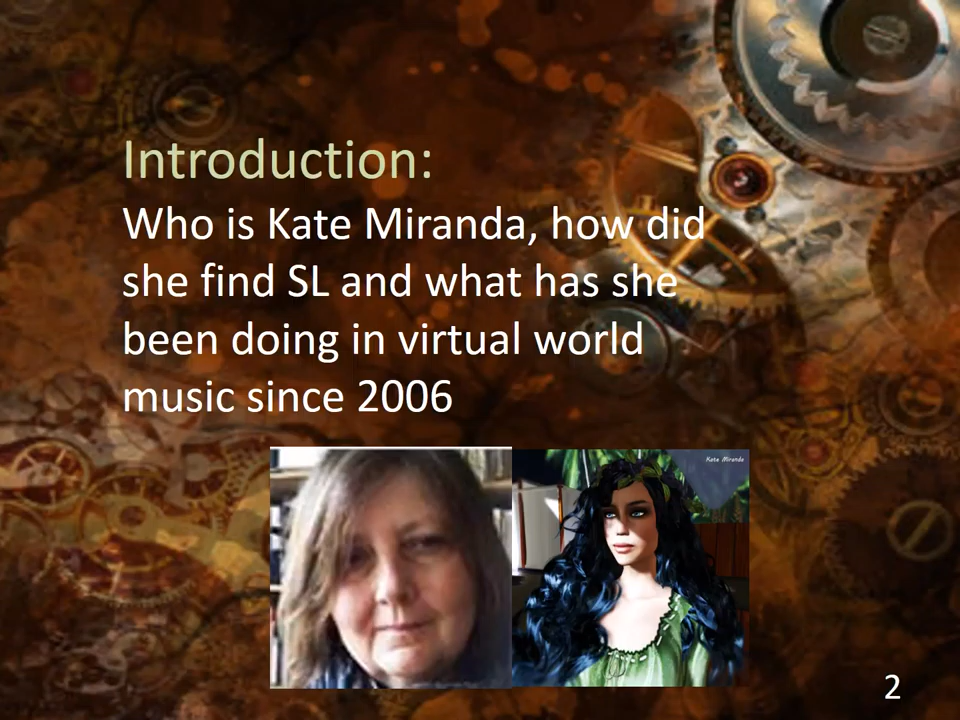 Introduction:
Who is Kate Miranda, how did
she find SL and what has she
been doing in virtual world
music since 2006
Kate Miranda
2